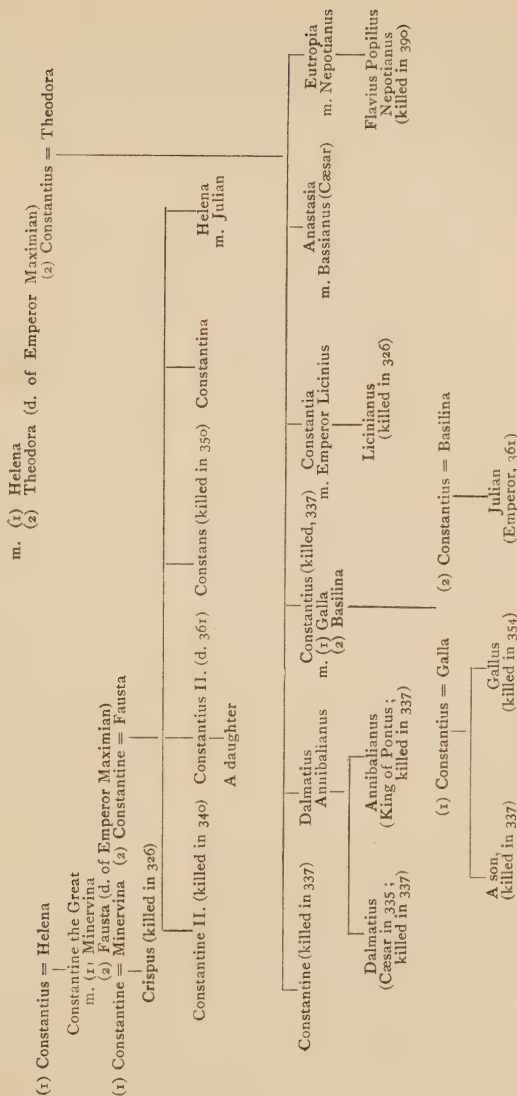 m. (1) Helena
(2) Theodora (d. of Emperor Maximian)
(1) Constantius = Helena
(2) Constantius = Theodora
Constantine the Great
m. (1) Minervina
(2) Fausta (d. of Emperor Maximian)
(1) Constantine = Minervina (2) Constantine = Fausta
Crispus (killed in 326)
Constantine II. (killed in 340) Constantius II. (d. 361) Constans (killed in 350) Constantina Helena
m. Julian
A daughter
Constantine (killed in 337) Dalmatius Constantius (killed, 337) Constantia Anastasia Eutropia
Annibalianus m. (1) Galla m. Emperor Licinius m. Bassianus (Cæsar) m. Nepotianus
(2) Basilina
Dalmatius Annibalianus Licinianus Flavius Popilius
(Cæsar in 335 ; (King of Pontus ; (killed in 326) Nepotianus
killed in 337) killed in 337) (killed in 390)
(1) Constantius = Galla (2) Constantius = Basilina
A son, Gallus Julian
(killed in 337) (killed in 354) (Emperor, 361)